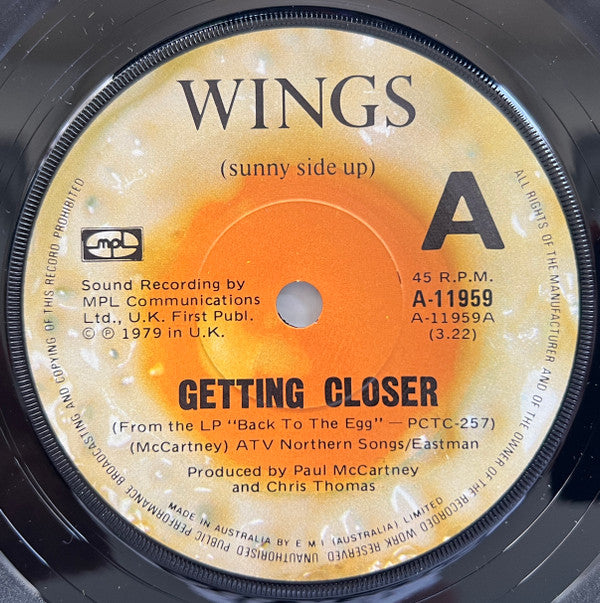 WINGS
(sunny side up)
A
mpl
Sound Recording by
MPL Communications
Ltd., U.K. First Publ.
© ℗ 1979 in U.K.
45 R.P.M.
A-11959
A-11959A
(3.22)
GETTING CLOSER
(From the LP "Back To The Egg" — PCTC-257)
(McCartney) ATV Northern Songs/Eastman
Produced by Paul McCartney
and Chris Thomas
MADE IN AUSTRALIA BY E M I (AUSTRALIA) LIMITED
ALL RIGHTS OF THE MANUFACTURER AND OF THE OWNER OF THE RECORDED WORK RESERVED. UNAUTHORISED PUBLIC PERFORMANCE BROADCASTING AND COPYING OF THIS RECORD PROHIBITED